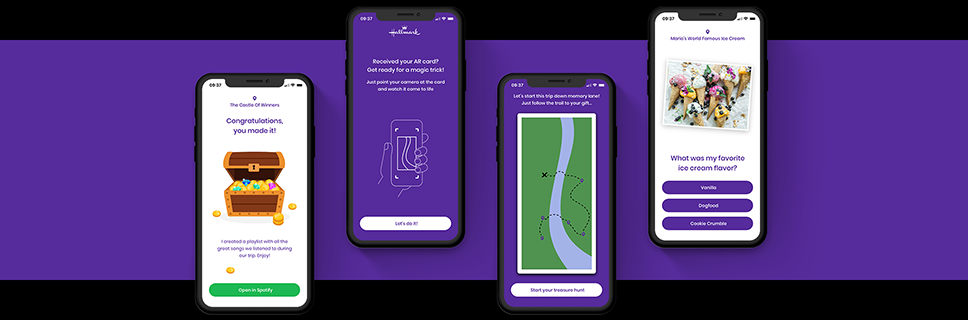 09:37
The Castle Of Winners
Congratulations,
you made it!
I created a playlist with all the
great songs we listened to during
our trip. Enjoy!
Open in Spotify
09:37
Hallmark
Received your AR card?
Get ready for a magic trick!
Just point your camera at the card
and watch it come to life
Let's do it!
09:37
Let's start this trip down memory lane!
Just follow the trail to your gift...
Start your treasure hunt
09:37
Mario's World Famous Ice Cream
What was my favorite
ice cream flavor?
Vanilla
Dogfood
Cookie Crumble